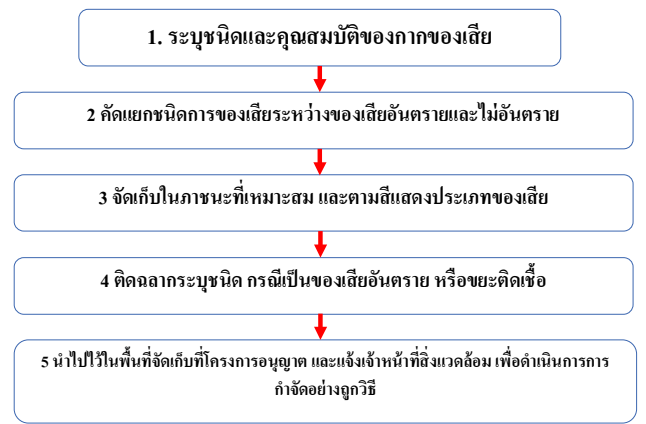 1. ระบุชนิดและคุณสมบัติของกากของเสีย
2 คัดแยกชนิดการของเสียระหว่างของเสียอันตรายและไม่อันตราย
3 จัดเก็บในภาชนะที่เหมาะสม และตามสีแสดงประเภทของเสีย
4 ติดฉลากระบุชนิด กรณีเป็นของเสียอันตราย หรือขยะติดเชื้อ
5 นำไปไว้ในพื้นที่จัดเก็บที่โครงการอนุญาต และแจ้งเจ้าหน้าที่สิ่งแวดล้อม เพื่อดำเนินการการ
กำจัดอย่างถูกวิธี